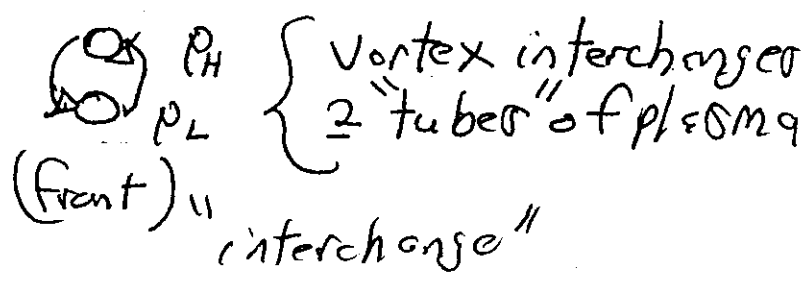 ρH { Vortex interchanges
ρL 2 "tubes" of plasma
(front)
"interchange"